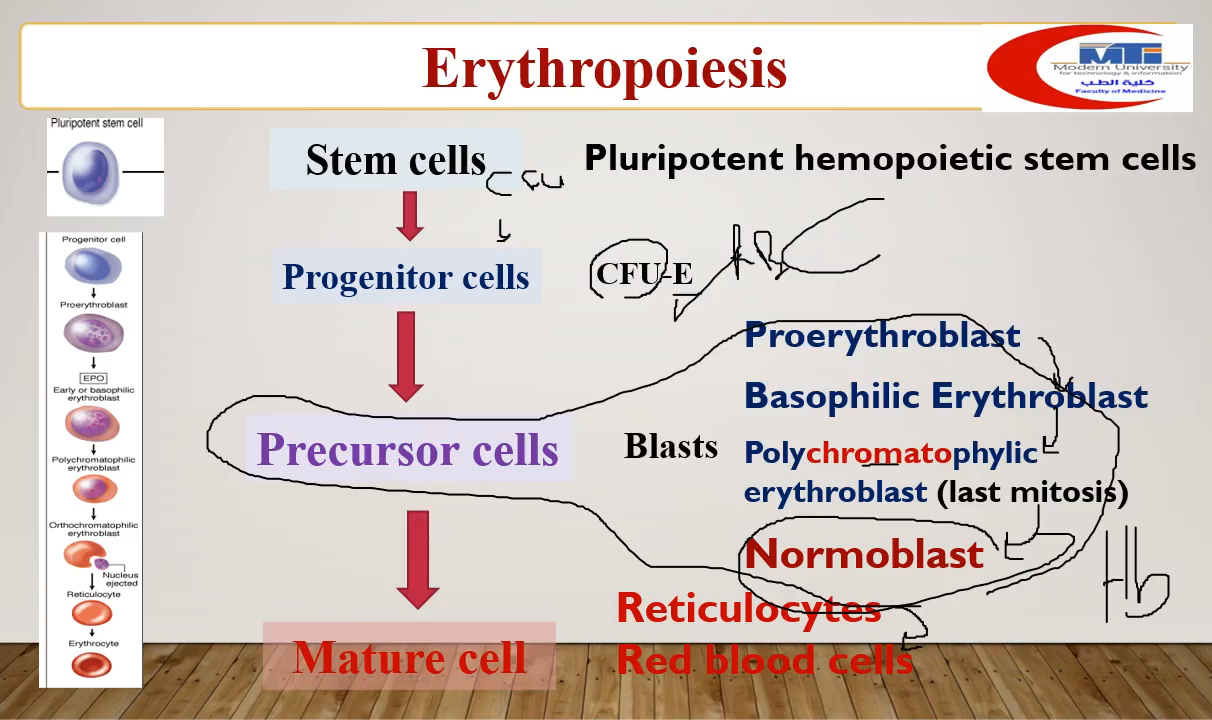 Erythropoiesis
MTI
Modern University
for technology & information
كلية الطب
Faculty of Medicine
Pluripotent stem cell
Stem cells
Pluripotent hemopoietic stem cells
Progenitor cells
CFU-E
Progenitor cell
Proerythroblast
EPO
Early or basophilic
erythroblast
Polychromatophilic
erythroblast
Orthochromatophilic
erythroblast
Nucleus
ejected
Reticulocyte
Erythrocyte
Precursor cells
Blasts
Proerythroblast
Basophilic Erythroblast
Polychromatophylic
erythroblast (last mitosis)
Normoblast
Hb
Reticulocytes
Mature cell
Red blood cells